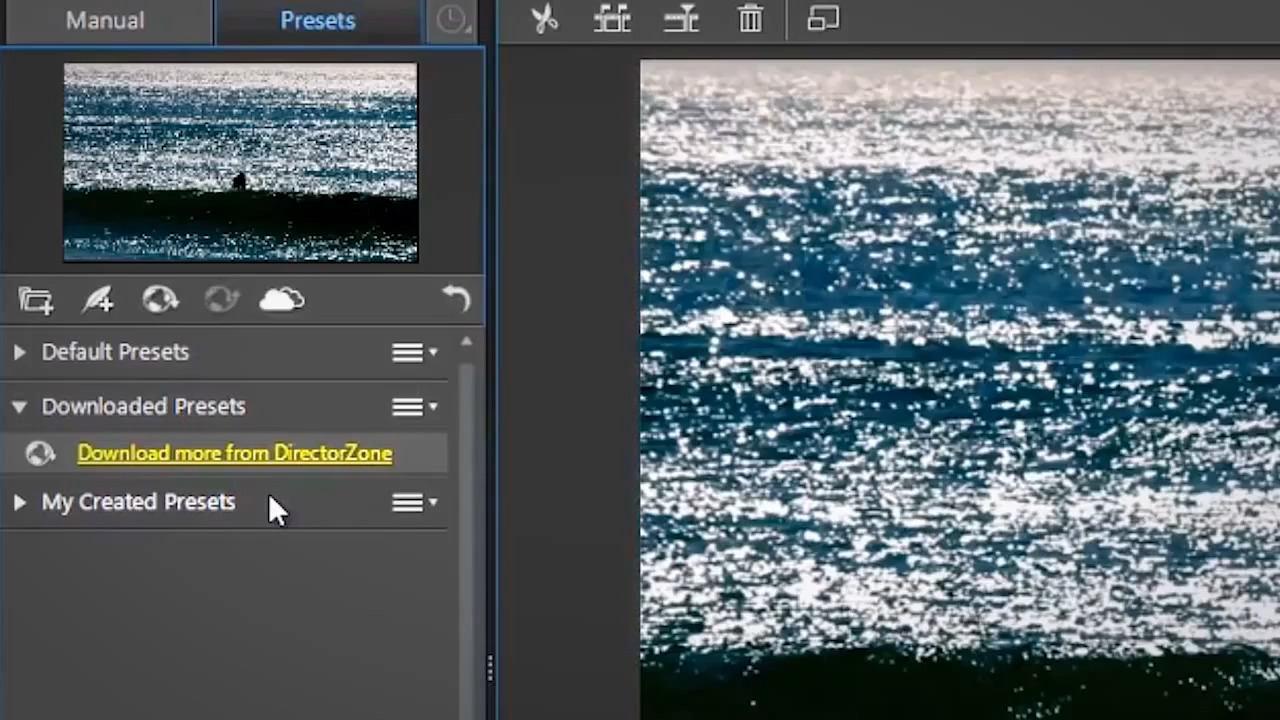 Manual
Presets
Default Presets
Downloaded Presets
Download more from DirectorZone
My Created Presets